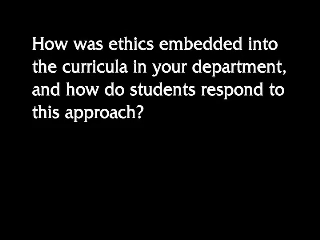 How was ethics embedded into
the curricula in your department,
and how do students respond to
this approach?